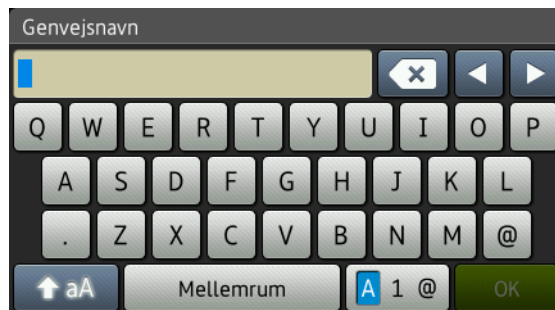 Genvejsnavn
Q W E R T Y U I O P
A S D F G H J K L
. Z X C V B N M @
aA Mellemrum A 1 @ OK